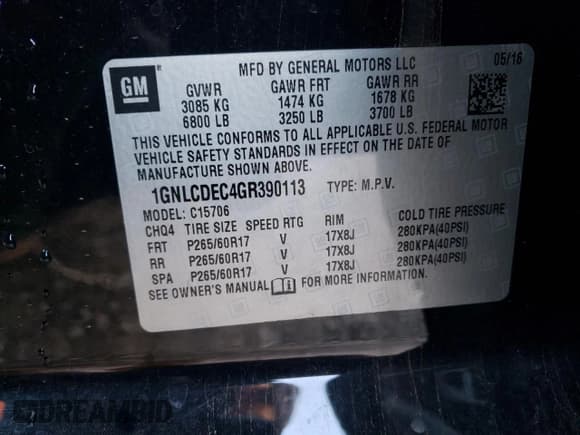 MFD BY GENERAL MOTORS LLC 05/16
GM
GVWR GAWR FRT GAWR RR
3085 KG 1474 KG 1678 KG
6800 LB 3250 LB 3700 LB
THIS VEHICLE CONFORMS TO ALL APPLICABLE U.S. FEDERAL MOTOR
VEHICLE SAFETY STANDARDS IN EFFECT ON THE DATE OF
MANUFACTURE SHOWN ABOVE.
1GNLCDEC4GR390113 TYPE: M.P.V.
MODEL: C15706
CHQ4 TIRE SIZE SPEED RTG RIM COLD TIRE PRESSURE
FRT P265/60R17 V 17X8J 280KPA(40PSI)
RR P265/60R17 V 17X8J 280KPA(40PSI)
SPA P265/60R17 V 17X8J 280KPA(40PSI)
SEE OWNER'S MANUAL FOR MORE INFORMATION.
DREAMBID